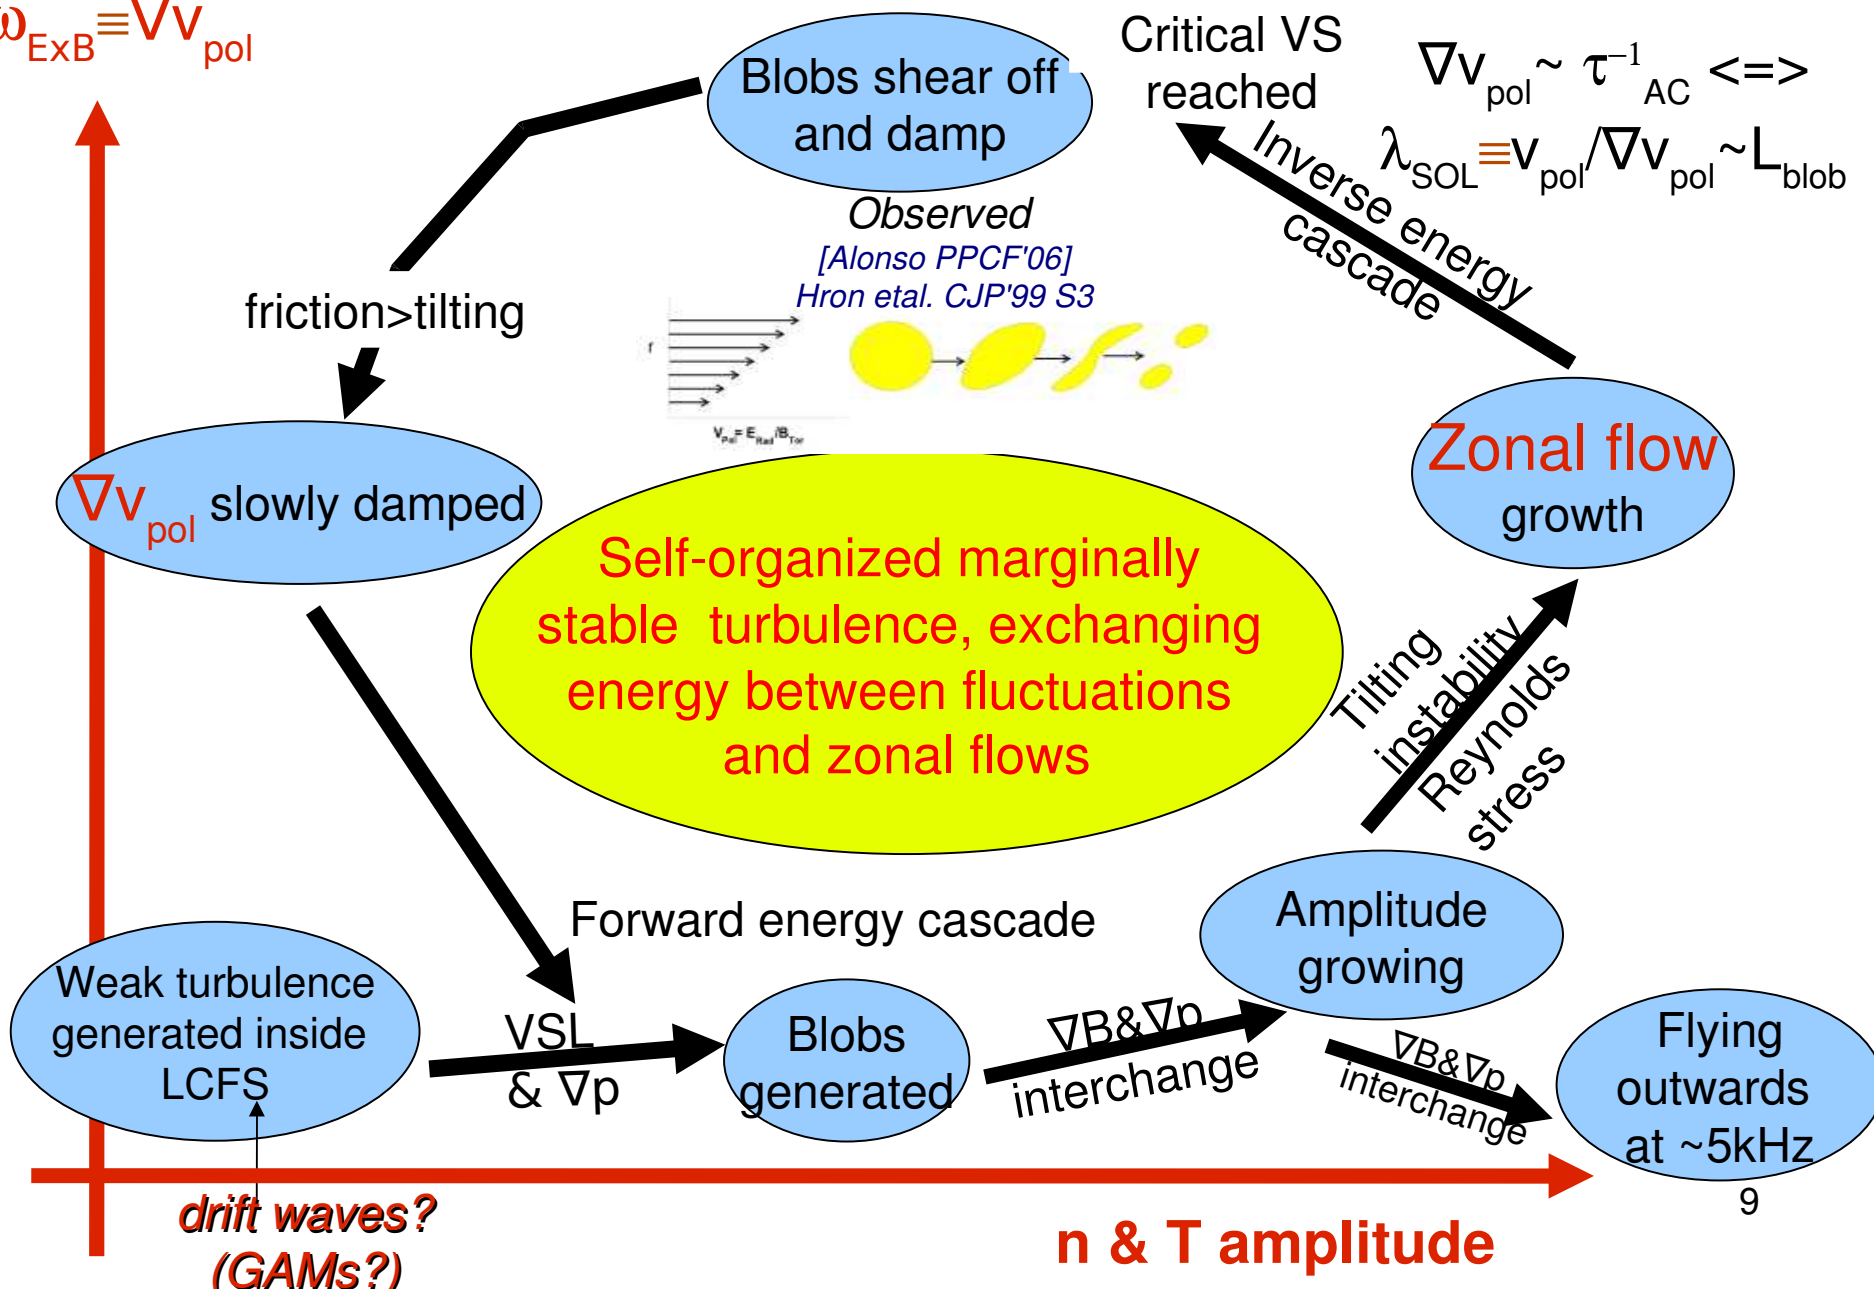 ω_ExB≡∇v_pol
Blobs shear off
and damp
Critical VS
reached
∇v_pol~ τ⁻¹_AC <=>
λ_SOL≡v_pol/∇v_pol~L_blob
Inverse energy
cascade
Observed
[Alonso PPCF'06]
Hron etal. CJP'99 S3
friction>tilting
r
V_Pol= E_Rad/B_Tor
∇v_pol slowly damped
Zonal flow
growth
Self-organized marginally
stable turbulence, exchanging
energy between fluctuations
and zonal flows
Tilting
instability
Reynolds
stress
Forward energy cascade
Amplitude
growing
Weak turbulence
generated inside
LCFS
VSL
& ∇p
Blobs
generated
∇B&∇p
interchange
∇B&∇p
interchange
Flying
outwards
at ~5kHz
9
drift waves?
(GAMs?)
n & T amplitude